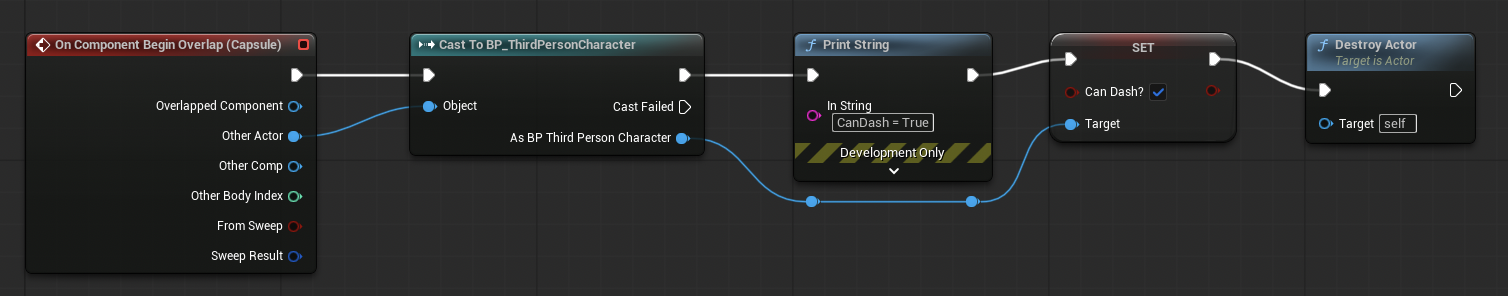 On Component Begin Overlap (Capsule)
Overlapped Component
Other Actor
Other Comp
Other Body Index
From Sweep
Sweep Result
Cast To BP_ThirdPersonCharacter
Object
Cast Failed
As BP Third Person Character
Print String
In String
CanDash = True
Development Only
SET
Can Dash?
Target
Destroy Actor
Target is Actor
Target self